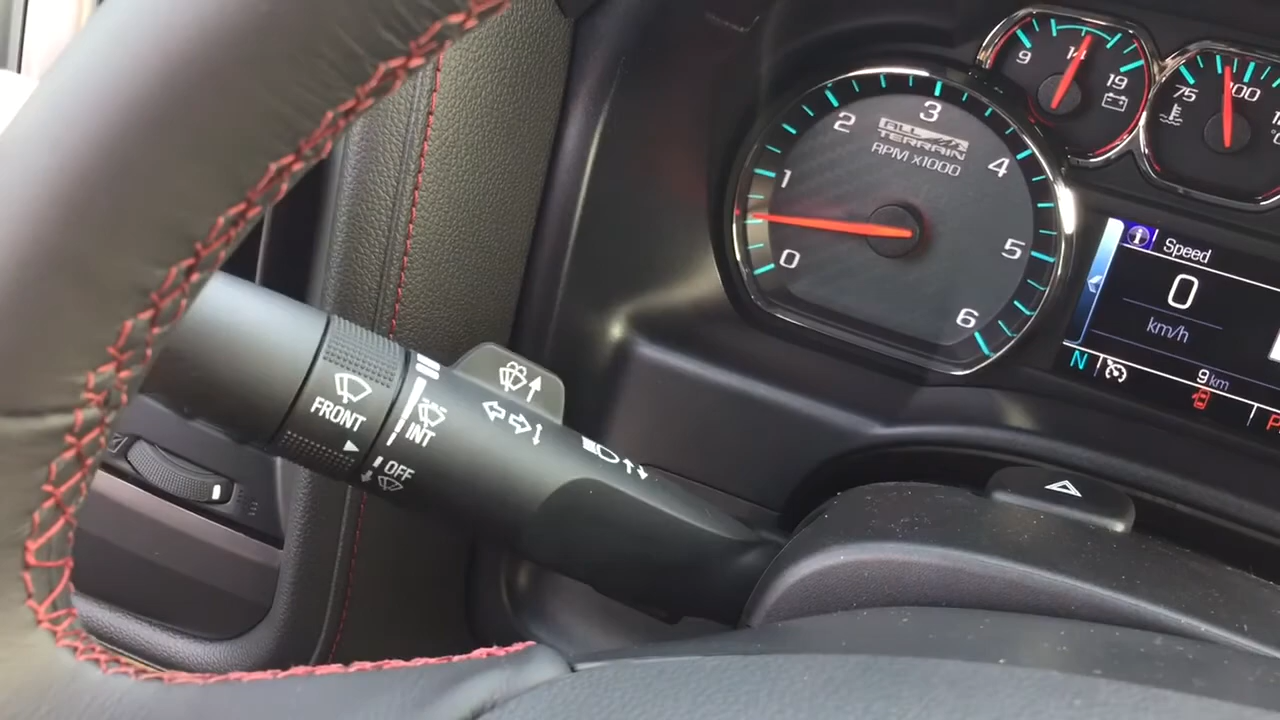 9 14 19
75 100
0 1 2 3 4 5 6
ALL
TERRAIN
RPM x1000
Speed
0
km/h
N
9 km
FRONT
INT
OFF